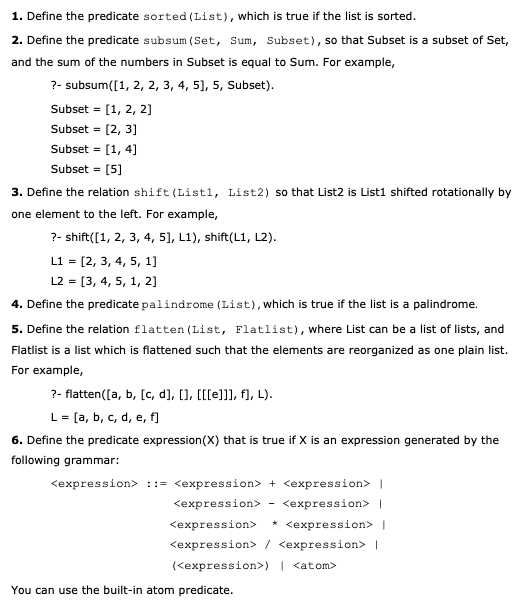 1. Define the predicate sorted(List), which is true if the list is sorted.
2. Define the predicate subsum(Set, Sum, Subset), so that Subset is a subset of Set,
and the sum of the numbers in Subset is equal to Sum. For example,
?- subsum([1, 2, 2, 3, 4, 5], 5, Subset).
Subset = [1, 2, 2]
Subset = [2, 3]
Subset = [1, 4]
Subset = [5]
3. Define the relation shift(List1, List2) so that List2 is List1 shifted rotationally by
one element to the left. For example,
?- shift([1, 2, 3, 4, 5], L1), shift(L1, L2).
L1 = [2, 3, 4, 5, 1]
L2 = [3, 4, 5, 1, 2]
4. Define the predicate palindrome(List), which is true if the list is a palindrome.
5. Define the relation flatten(List, Flatlist), where List can be a list of lists, and
Flatlist is a list which is flattened such that the elements are reorganized as one plain list.
For example,
?- flatten([a, b, [c, d], [], [[[e]]], f], L).
L = [a, b, c, d, e, f]
6. Define the predicate expression(X) that is true if X is an expression generated by the
following grammar:
<expression> ::= <expression> + <expression> |
<expression> - <expression> |
<expression> * <expression> |
<expression> / <expression> |
(<expression>) | <atom>
You can use the built-in atom predicate.